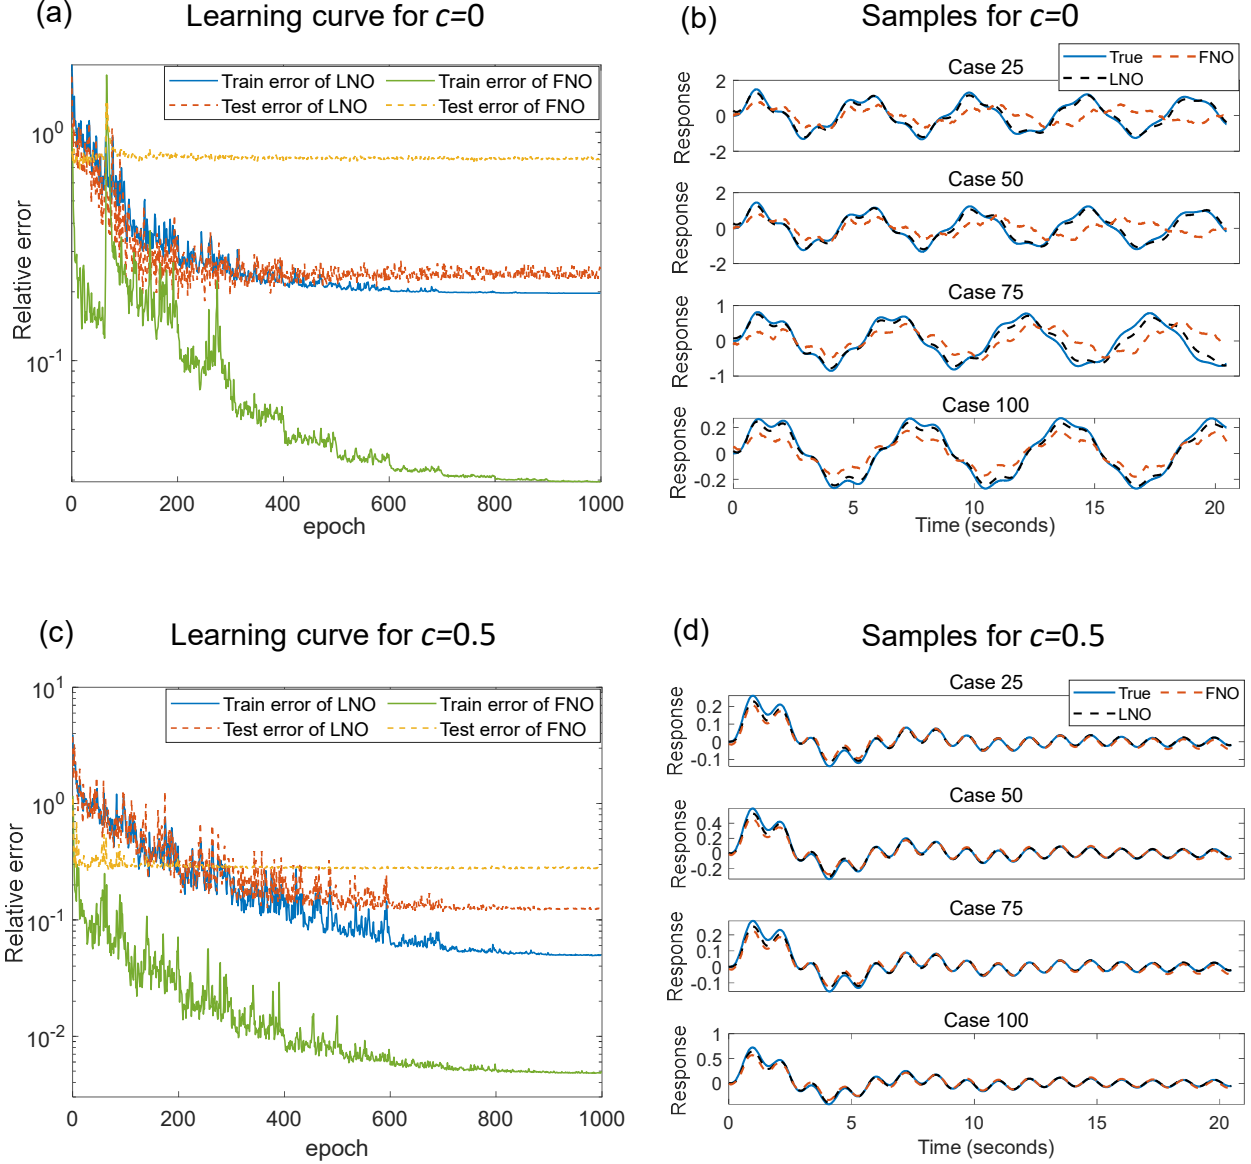 (a) Learning curve for c=0
Train error of LNO Train error of FNO
Test error of LNO Test error of FNO
Relative error
10^0
10^-1
0 200 400 600 800 1000
epoch
(b) Samples for c=0
True FNO
LNO
Case 25
Response
2
0
-2
Case 50
Response
2
0
-2
Case 75
Response
1
0
-1
Case 100
Response
0.2
0
-0.2
0 5 10 15 20
Time (seconds)
(c) Learning curve for c=0.5
Train error of LNO Train error of FNO
Test error of LNO Test error of FNO
Relative error
10^1
10^0
10^-1
10^-2
0 200 400 600 800 1000
epoch
(d) Samples for c=0.5
True FNO
LNO
Case 25
Response
0.2
0.1
0
-0.1
Case 50
Response
0.4
0.2
0
-0.2
Case 75
Response
0.2
0.1
0
-0.1
Case 100
Response
1
0.5
0
0 5 10 15 20
Time (seconds)